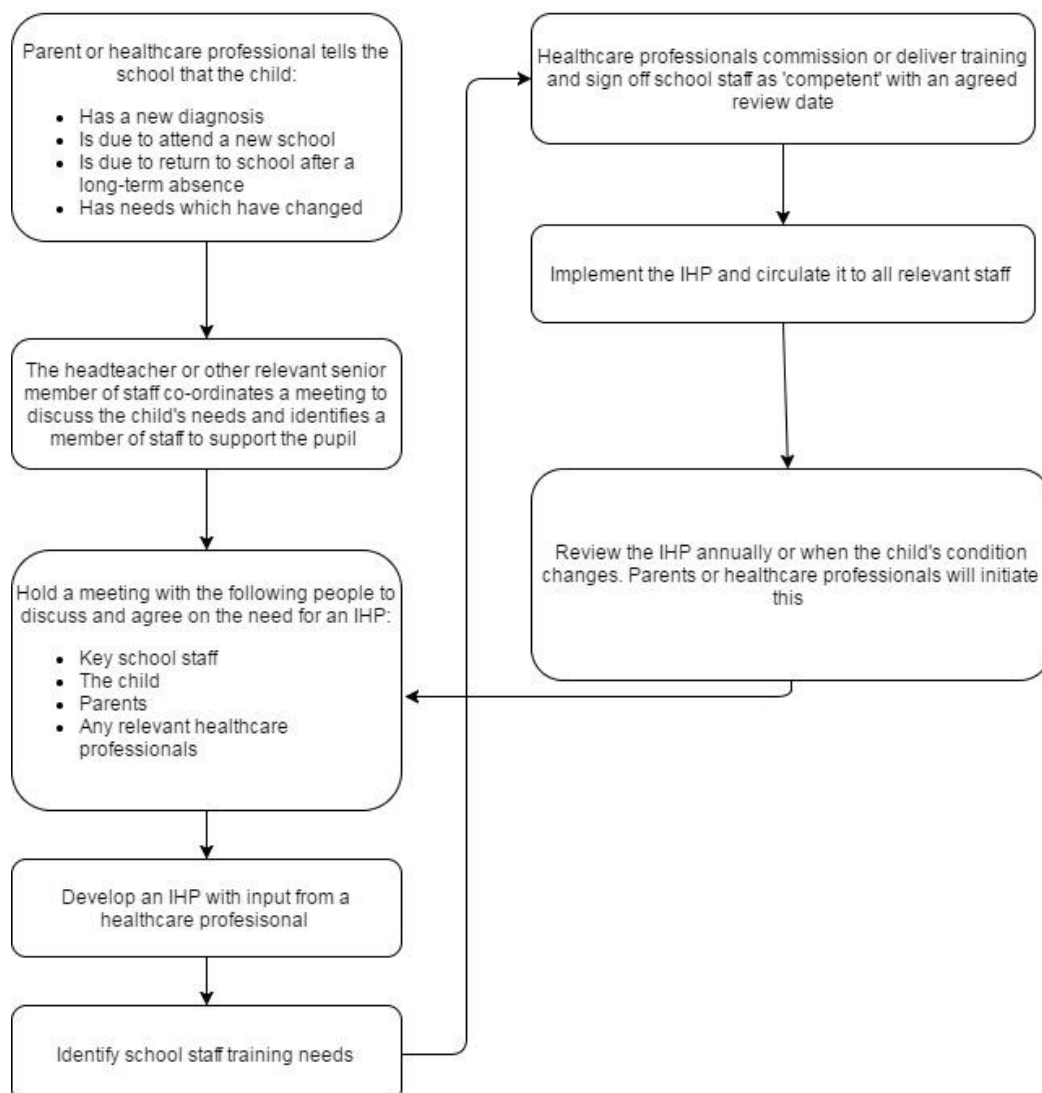 Parent or healthcare professional tells the
school that the child:
• Has a new diagnosis
• Is due to attend a new school
• Is due to return to school after a
long-term absence
• Has needs which have changed
The headteacher or other relevant senior
member of staff co-ordinates a meeting to
discuss the child's needs and identifies a
member of staff to support the pupil
Hold a meeting with the following people to
discuss and agree on the need for an IHP:
• Key school staff
• The child
• Parents
• Any relevant healthcare
professionals
Develop an IHP with input from a
healthcare profesisonal
Identify school staff training needs
Healthcare professionals commission or deliver training
and sign off school staff as 'competent' with an agreed
review date
Implement the IHP and circulate it to all relevant staff
Review the IHP annually or when the child's condition
changes. Parents or healthcare professionals will initiate
this